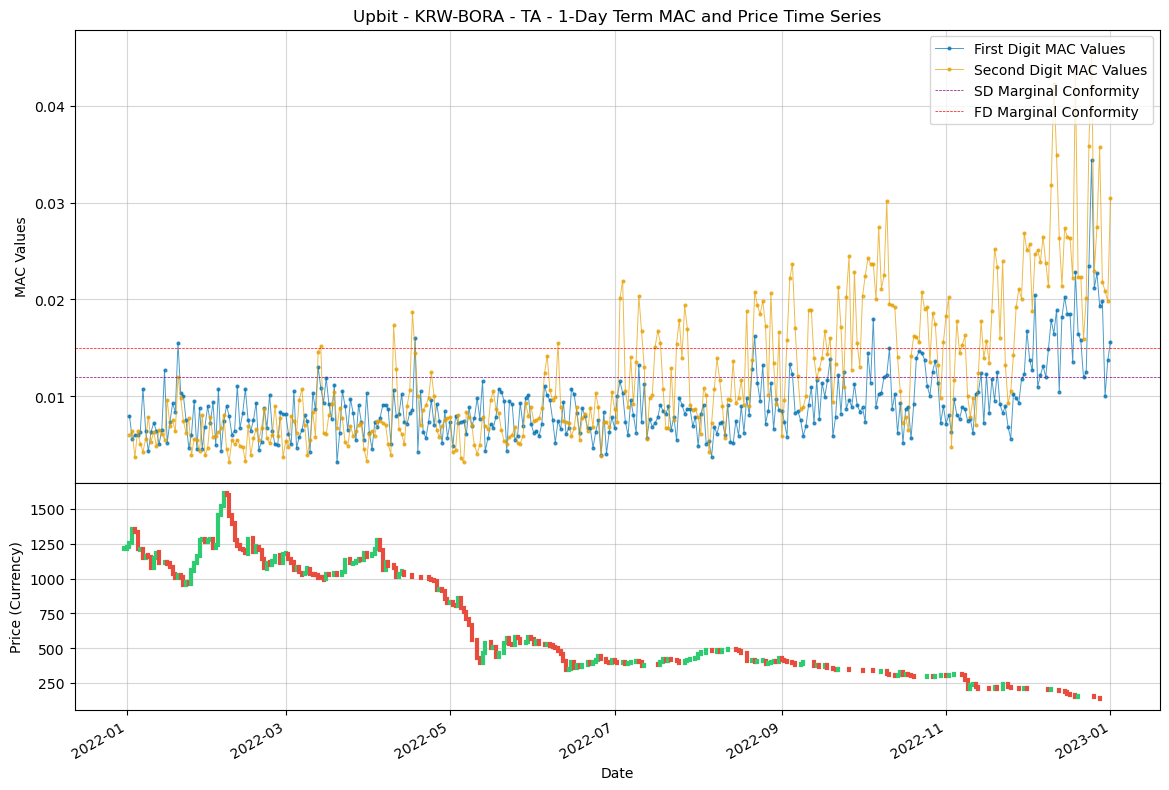 Upbit - KRW-BORA - TA - 1-Day Term MAC and Price Time Series
First Digit MAC Values
Second Digit MAC Values
SD Marginal Conformity
FD Marginal Conformity
MAC Values
0.04
0.03
0.02
0.01
Price (Currency)
1500
1250
1000
750
500
250
2022-01
2022-03
2022-05
2022-07
2022-09
2022-11
2023-01
Date